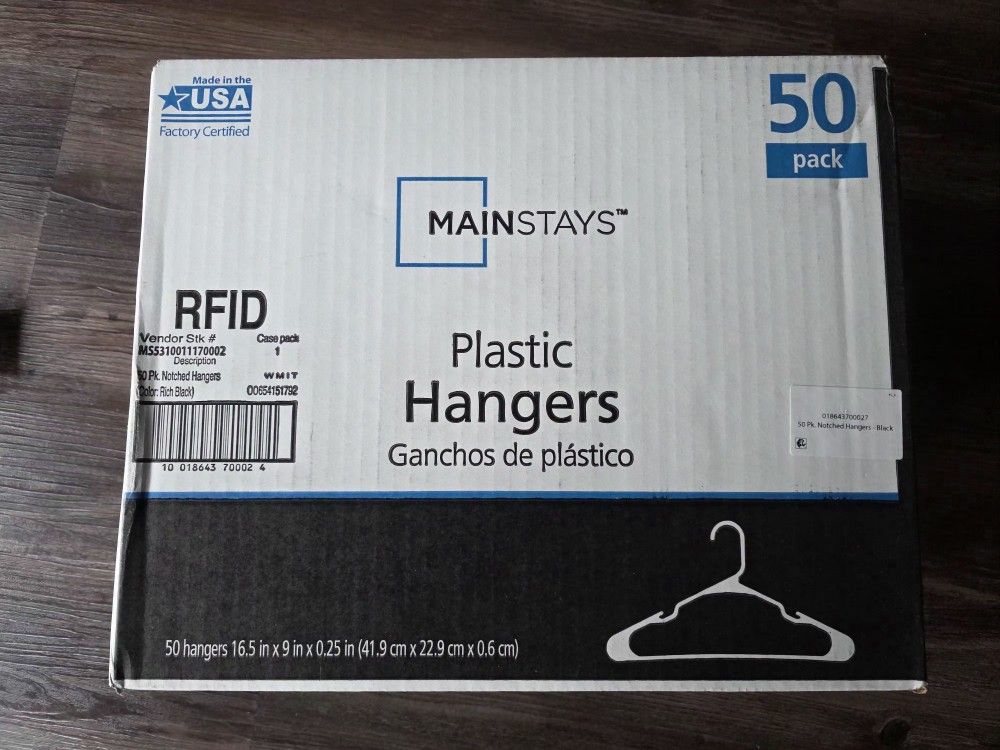 Made in the
USA
Factory Certified
50
pack
MAINSTAYS™
RFID
Vendor Stk # Case pack
MS5310011170002 1
Description
50 Pk. Notched Hangers WMIT
(Color: Rich Black) 00654151792
10 018643 70002 4
Plastic
Hangers
Ganchos de plástico
018643700027
50 Pk. Notched Hangers - Black
50 hangers 16.5 in x 9 in x 0.25 in (41.9 cm x 22.9 cm x 0.6 cm)